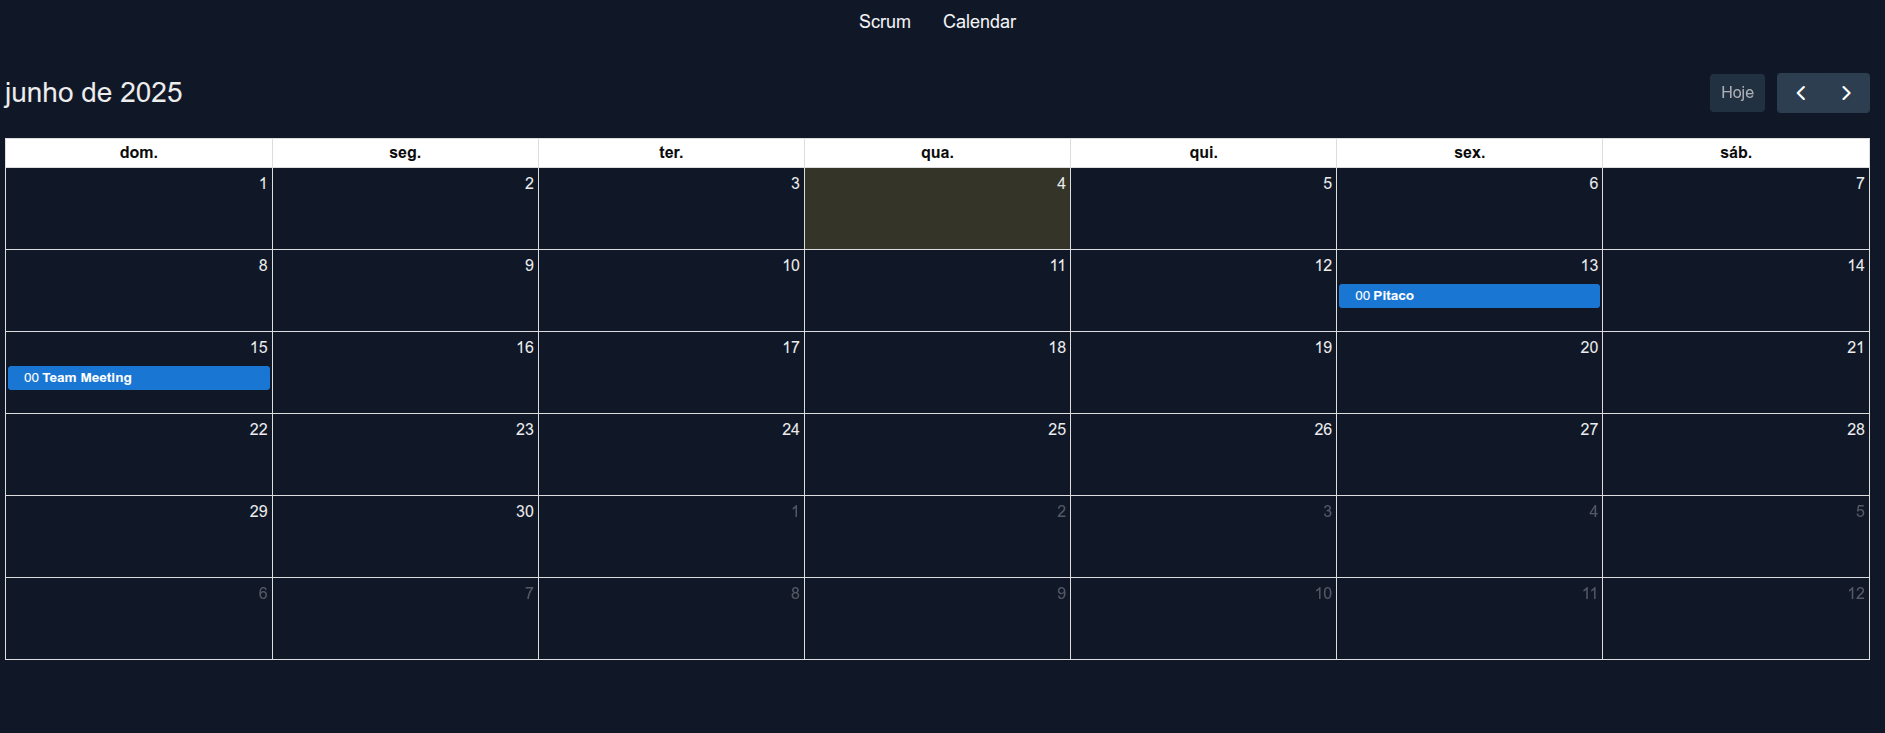 Scrum Calendar
junho de 2025 Hoje
dom. seg. ter. qua. qui. sex. sáb.
1 2 3 4 5 6 7
8 9 10 11 12 13 14
00 Pitaco
15 16 17 18 19 20 21
00 Team Meeting
22 23 24 25 26 27 28
29 30 1 2 3 4 5
6 7 8 9 10 11 12